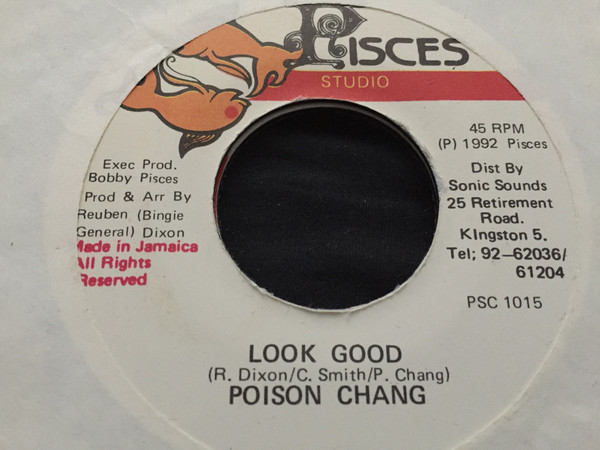 PISCES
STUDIO
45 RPM
(P) 1992 Pisces
Dist By
Sonic Sounds
25 Retirement
Road.
KIngston 5.
Tel; 92-62036/
61204
PSC 1015
Exec Prod.
Bobby Pisces
Prod & Arr By
Reuben (Bingie
General) Dixon
Made in Jamaica
All Rights
Reserved
LOOK GOOD
(R. Dixon/C. Smith/P. Chang)
POISON CHANG